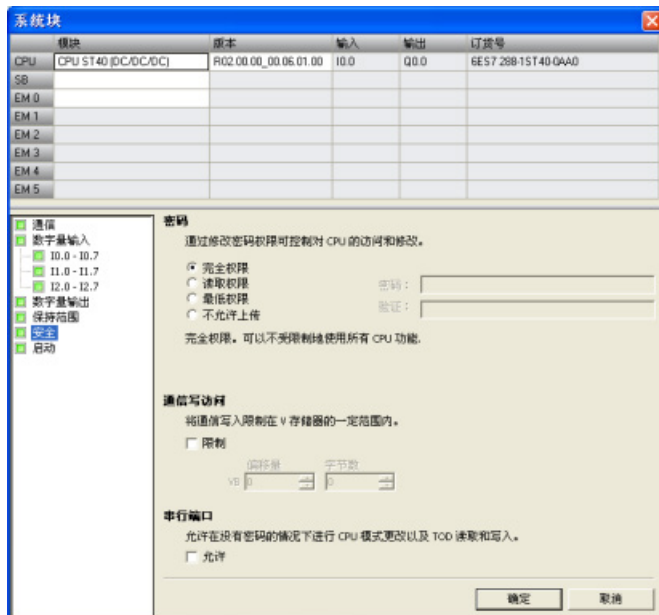 系统块
模块 版本 输入 输出 订货号
CPU CPU ST40 (DC/DC/DC) R02.00.00_00.06.01.00 I0.0 Q0.0 6ES7 288-1ST40-0AA0
SB
EM 0
EM 1
EM 2
EM 3
EM 4
EM 5
通信
数字量输入
I0.0 - I0.7
I1.0 - I1.7
I2.0 - I2.7
数字量输出
保持范围
安全
启动
密码
通过修改密码权限可控制对 CPU 的访问和修改。
完全权限
读取权限
密码：
最低权限
验证：
不允许上传
完全权限。可以不受限制地使用所有 CPU 功能.
通信写访问
将通信写入限制在 V 存储器的一定范围内。
限制
偏移量 字节数
VB 0 0
串行端口
允许在没有密码的情况下进行 CPU 模式更改以及 TOD 读取和写入。
允许
确定 取消